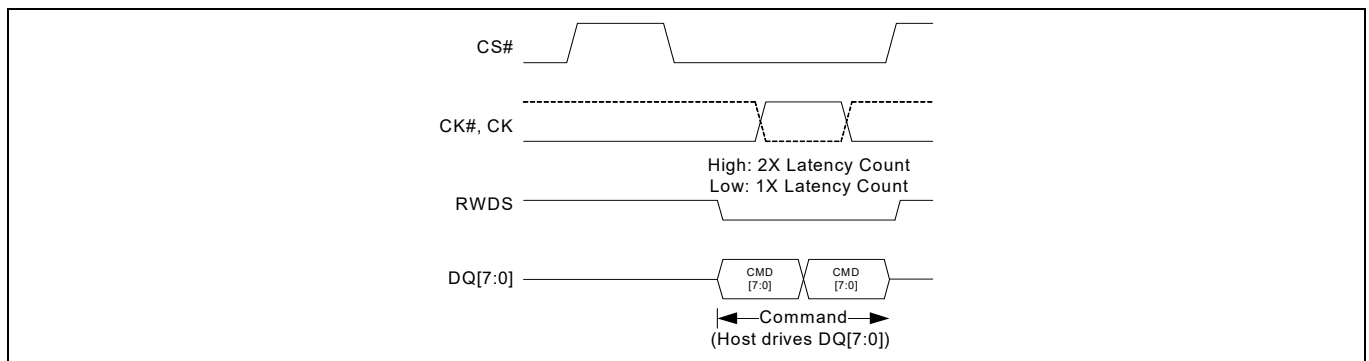 CS#
CK#, CK
High: 2X Latency Count
Low: 1X Latency Count
RWDS
DQ[7:0]
CMD
[7:0]
CMD
[7:0]
Command
(Host drives DQ[7:0])